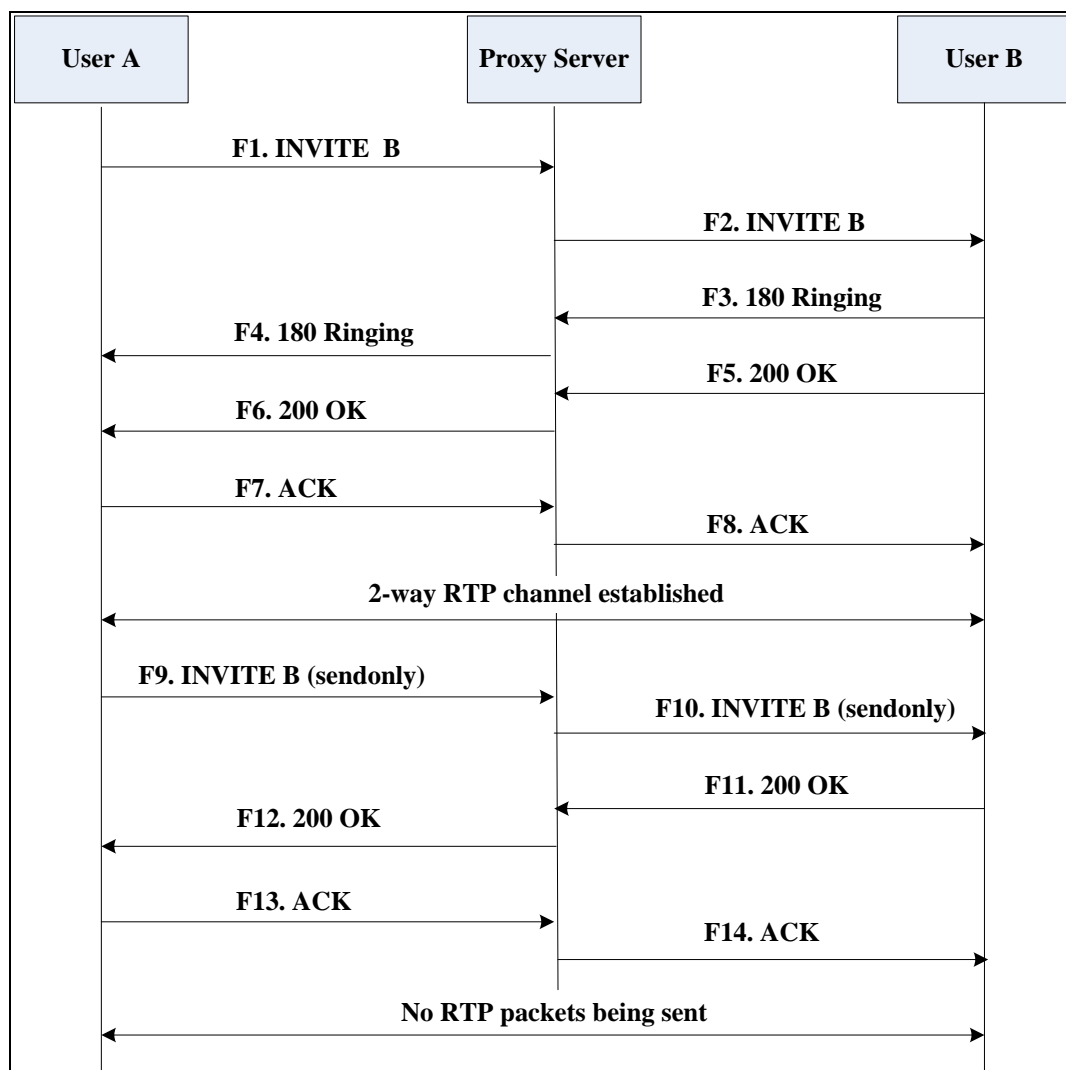 User A
Proxy Server
User B
F1. INVITE B
F2. INVITE B
F3. 180 Ringing
F4. 180 Ringing
F5. 200 OK
F6. 200 OK
F7. ACK
F8. ACK
2-way RTP channel established
F9. INVITE B (sendonly)
F10. INVITE B (sendonly)
F11. 200 OK
F12. 200 OK
F13. ACK
F14. ACK
No RTP packets being sent